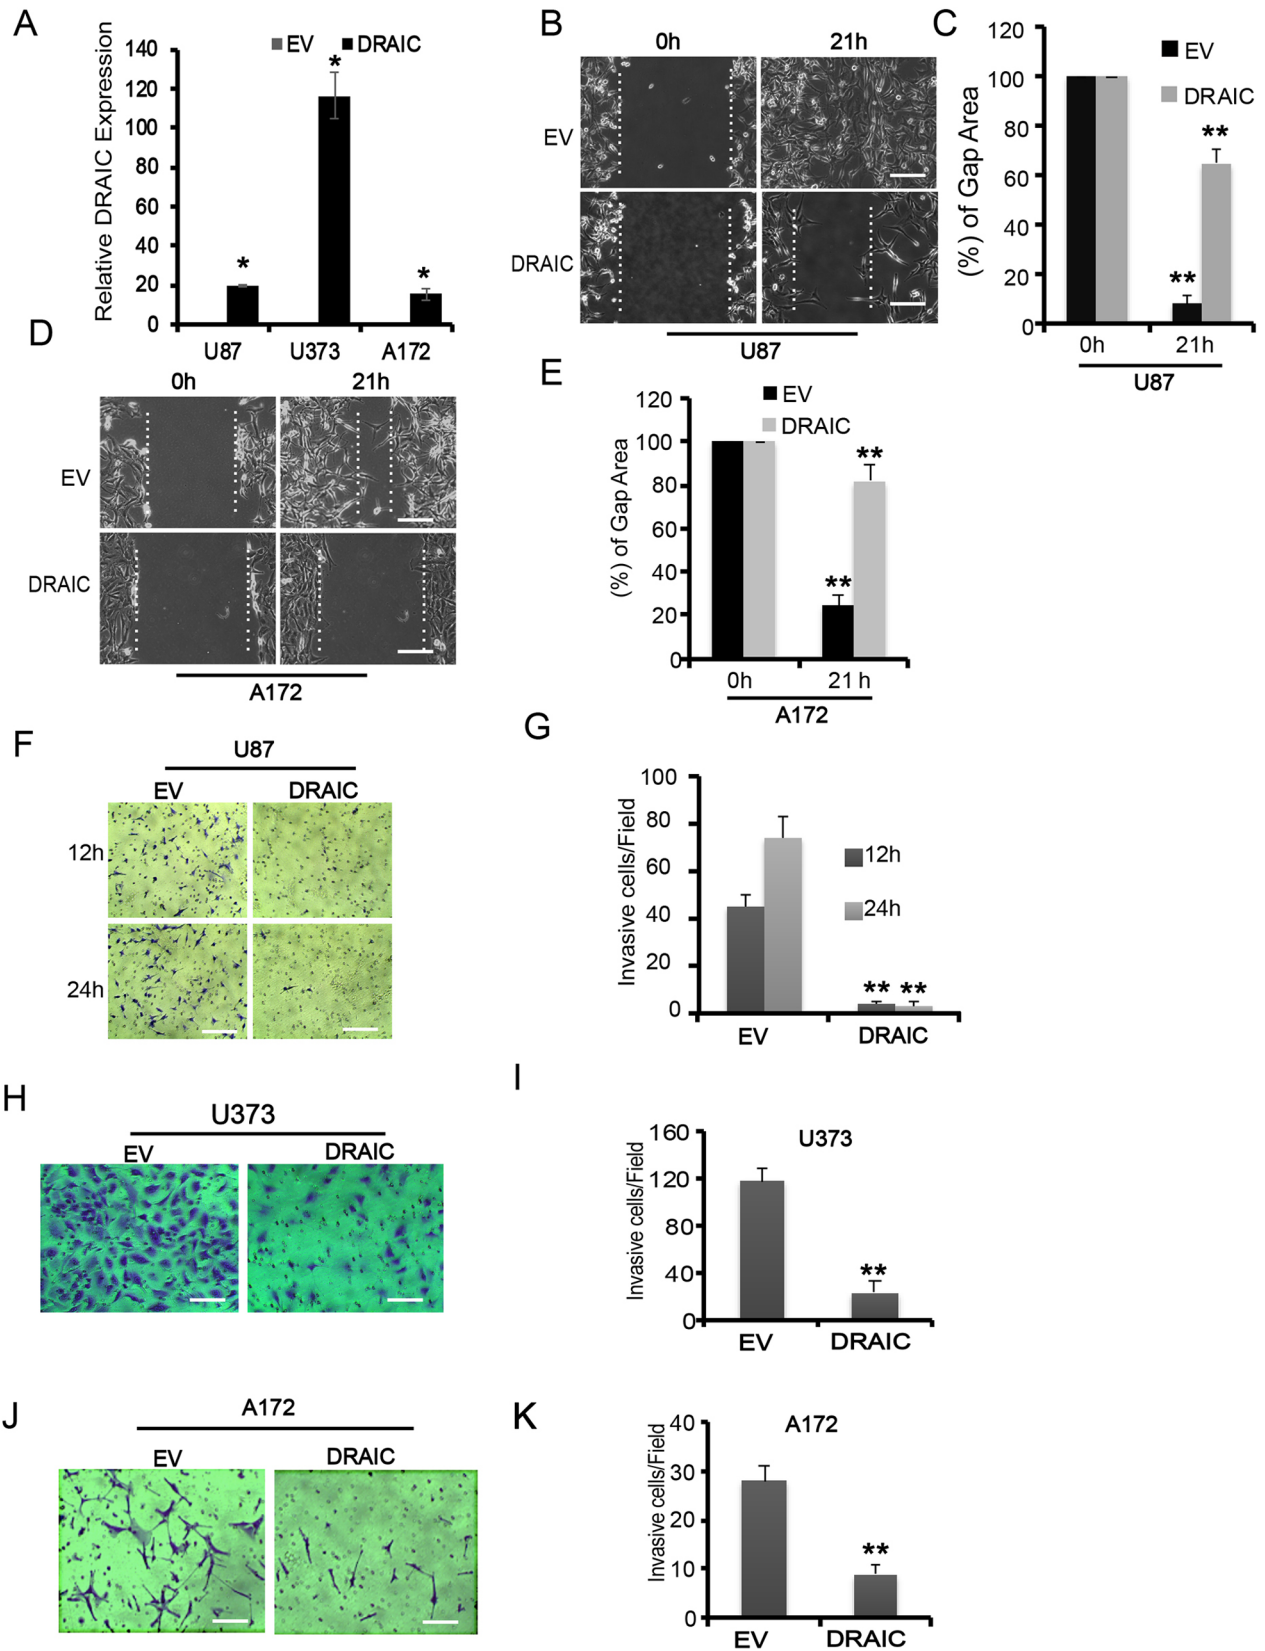 A
Relative DRAIC Expression
140
120
100
80
60
40
20
0
EV DRAIC
*
*
*
U87 U373 A172
B
0h 21h
EV
DRAIC
U87
C
(%) of Gap Area
120
100
80
60
40
20
0
EV
DRAIC
**
**
0h 21h
U87
D
0h 21h
EV
DRAIC
A172
E
(%) of Gap Area
120
100
80
60
40
20
0
EV
DRAIC
**
**
0h 21 h
A172
F
U87
EV DRAIC
12h
24h
G
Invasive cells/Field
100
80
60
40
20
0
12h
24h
** **
EV DRAIC
H
U373
EV DRAIC
I
Invasive cells/Field
160
120
80
40
0
U373
**
EV DRAIC
J
A172
EV DRAIC
K
Invasive cells/Field
40
30
20
10
0
A172
**
EV DRAIC